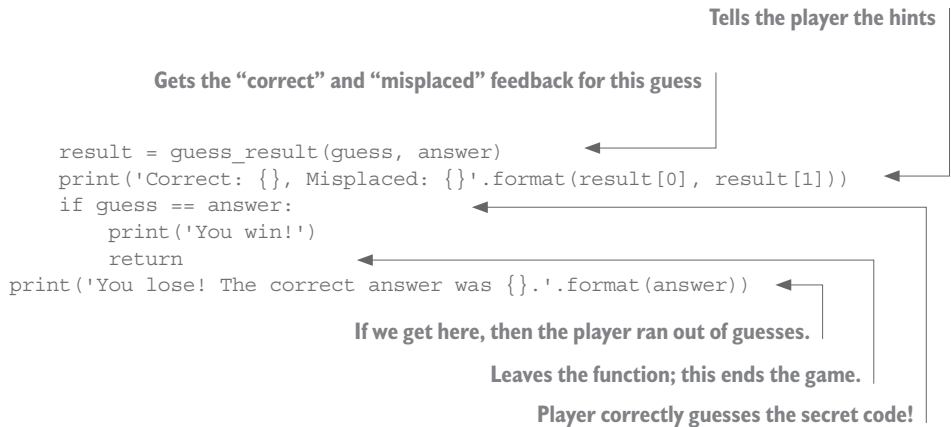 Tells the player the hints
Gets the “correct” and “misplaced” feedback for this guess
    result = guess_result(guess, answer)
    print('Correct: {}, Misplaced: {}'.format(result[0], result[1]))
    if guess == answer:
        print('You win!')
        return
print('You lose! The correct answer was {}.'.format(answer))
If we get here, then the player ran out of guesses.
Leaves the function; this ends the game.
Player correctly guesses the secret code!